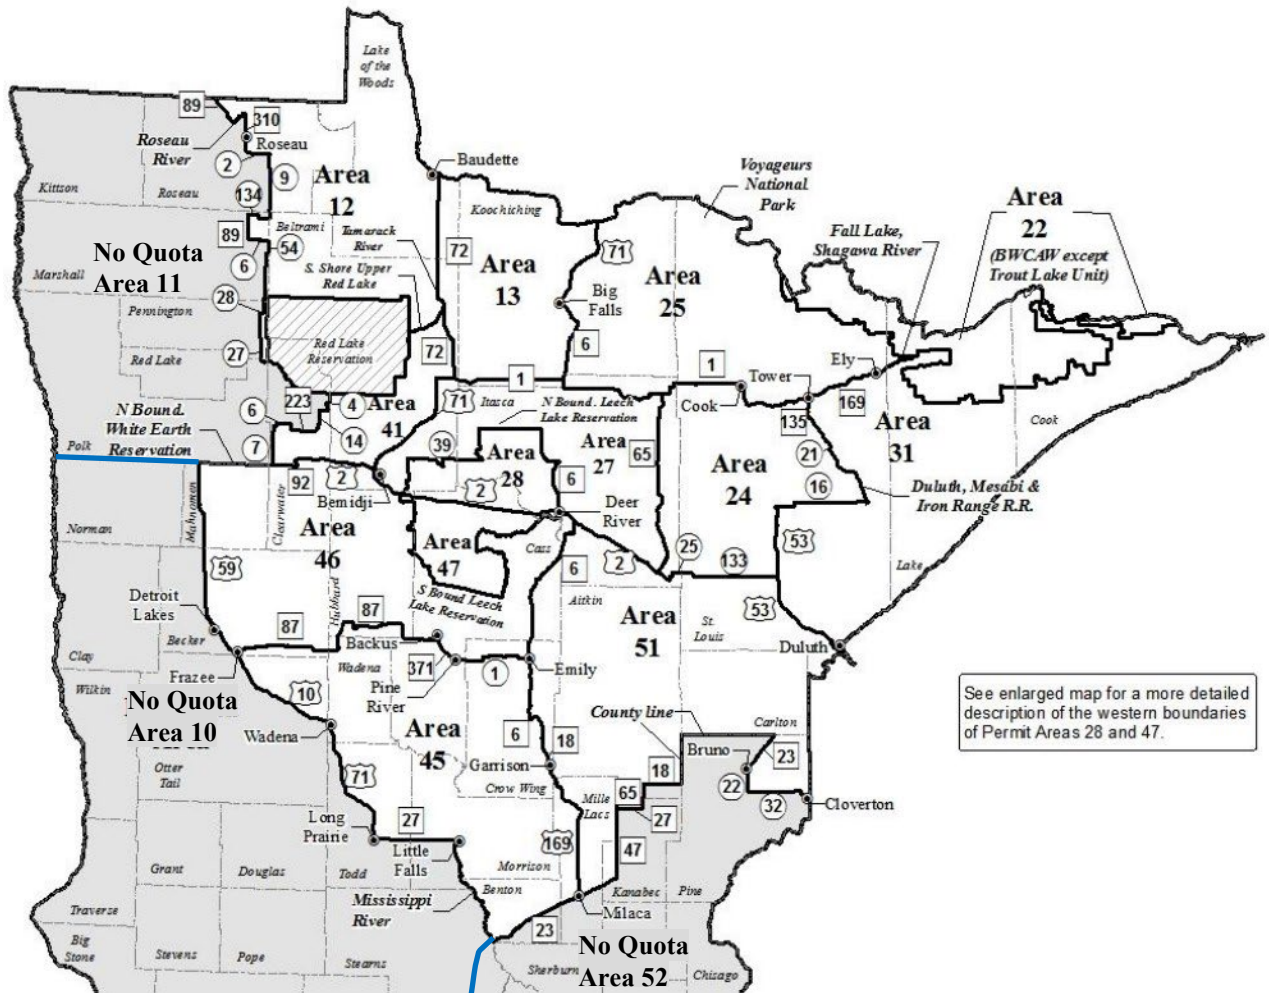 Lake
of the
Woods
89
310
Roseau
River
Roseau
2
9
134
Kittson
Roseau
Area
12
Baudette
Koochiching
Voyageurs
National
Park
Area
22
(BWCAW except
Trout Lake Unit)
Fall Lake,
Shagawa River
89
Beltrami
54
Tamarack
River
72
71
No Quota
Area 11
6
S. Shore Upper
Red Lake
Area
13
Area
25
Marshall
28
Big
Falls
Pennington
Red Lake
27
Red Lake
Reservation
72
6
1
Ely
Tower
Cook
169
Cook
N Bound.
White Earth
Reservation
223
4
6
14
7
Area
41
71
1
Itasca
N Bound. Leech
Lake Reservation
135
Area
31
Polk
39
Area
28
Area
27
65
Area
24
21
16
92
2
Bemidji
2
6
Deer
River
Duluth, Mesabi &
Iron Range R.R.
Norman
Mahnomen
Clearwater
Area
46
Area
47
Cass
25
133
53
Lake
59
Hubbard
S Bound Leech
Lake Reservation
6
2
Aitkin
53
Detroit
Lakes
Becker
87
87
Backus
Area
51
St.
Louis
Duluth
Clay
Wilkin
Frazee
Wadena
371
Pine
River
1
Emily
No Quota
Area 10
10
Wadena
Area
45
6
18
County line
Carlton
See enlarged map for a more detailed
description of the western boundaries
of Permit Areas 28 and 47.
Otter
Tail
71
Garrison
Crow Wing
Bruno
23
18
22
32
Cloverton
Mille
Lacs
65
27
Long
Prairie
27
Little
Falls
169
47
Grant
Douglas
Todd
Morrison
Benton
Kanabec
Pine
Mississippi
River
Milaca
Traverse
Big
Stone
Stevens
Pope
Stearns
23
No Quota
Area 52
Sherburn
Chisago